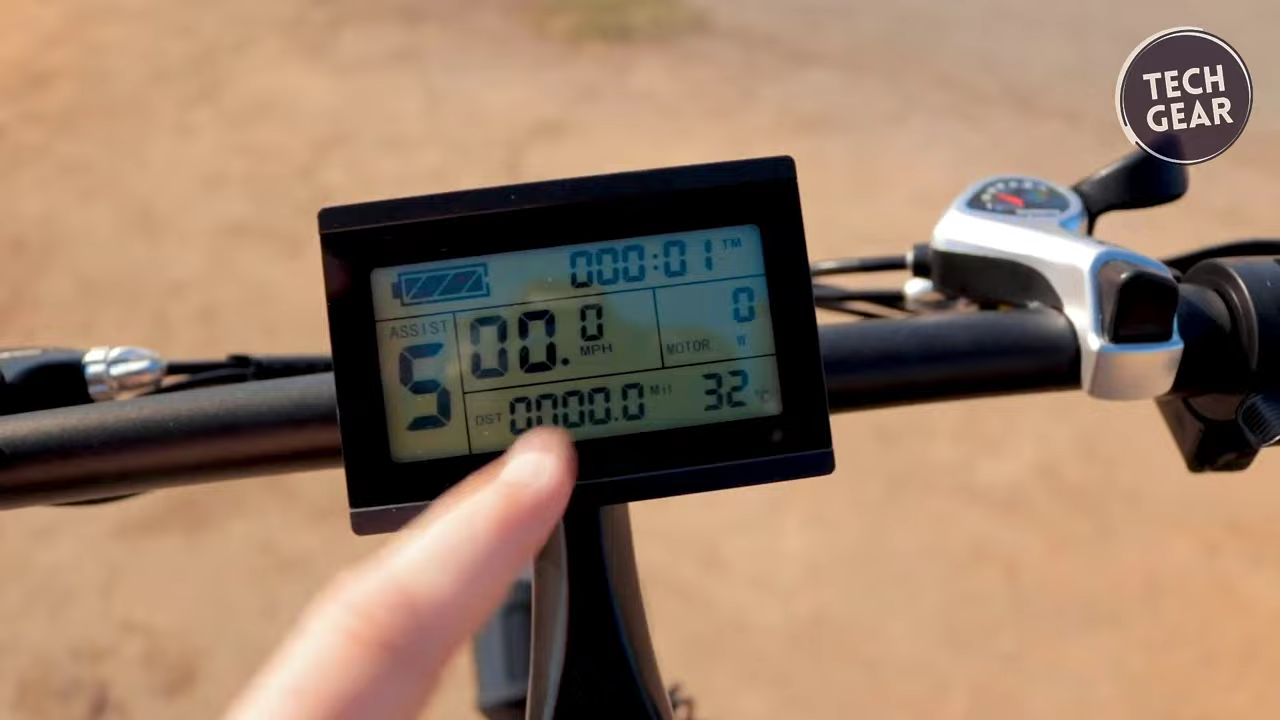 TECH
GEAR
000:01 TM
ASSIST
5
00.0
MPH
0
MOTOR W
DST 0000.0 Mil 32 °C